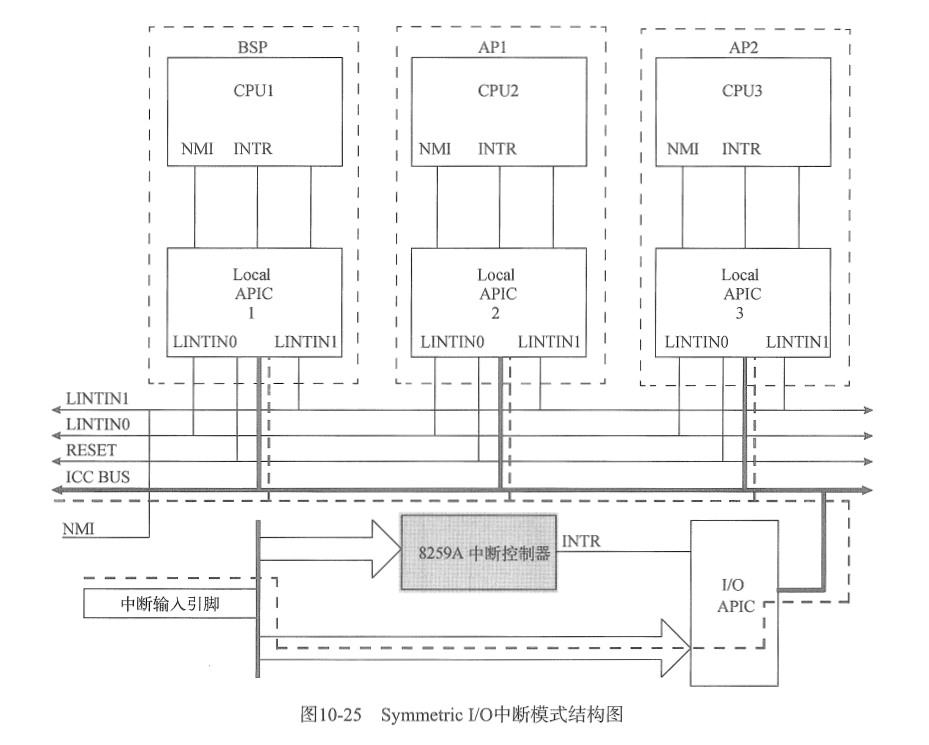 BSP AP1 AP2
CPU1 CPU2 CPU3
NMI INTR NMI INTR NMI INTR
Local Local Local
APIC APIC APIC
1 2 3
LINTIN0 LINTIN1 LINTIN0 LINTIN1 LINTIN0 LINTIN1
LINTIN1
LINTIN0
RESET
ICC BUS
NMI
8259A 中断控制器 INTR
I/O
APIC
中断输入引脚
图10-25 Symmetric I/O中断模式结构图